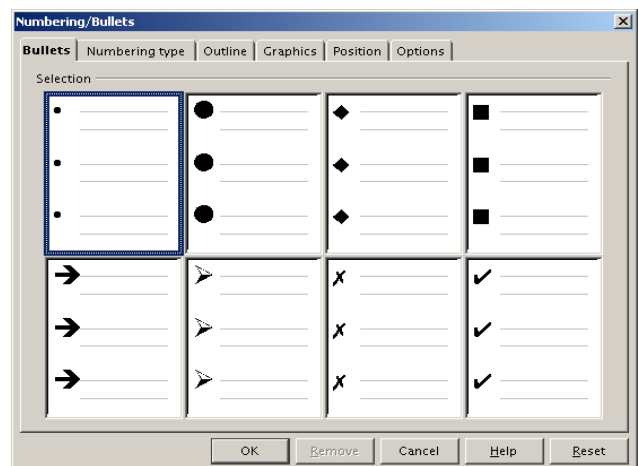 Numbering/Bullets
Bullets Numbering type Outline Graphics Position Options
Selection
OK Remove Cancel Help Reset